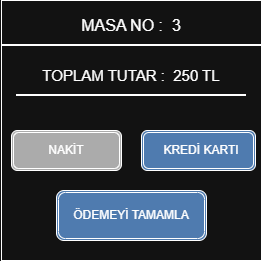 MASA NO : 3
TOPLAM TUTAR : 250 TL
NAKİT KREDİ KARTI
ÖDEMEYİ TAMAMLA